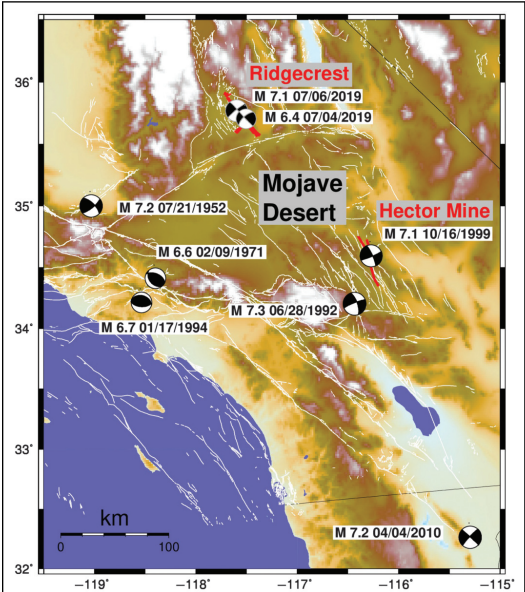 36°
Ridgecrest
M 7.1 07/06/2019
M 6.4 07/04/2019
Mojave
Desert
35°
M 7.2 07/21/1952
Hector Mine
M 7.1 10/16/1999
M 6.6 02/09/1971
M 7.3 06/28/1992
34°
M 6.7 01/17/1994
33°
km
0 100
M 7.2 04/04/2010
32°
−119° −118° −117° −116° −115°